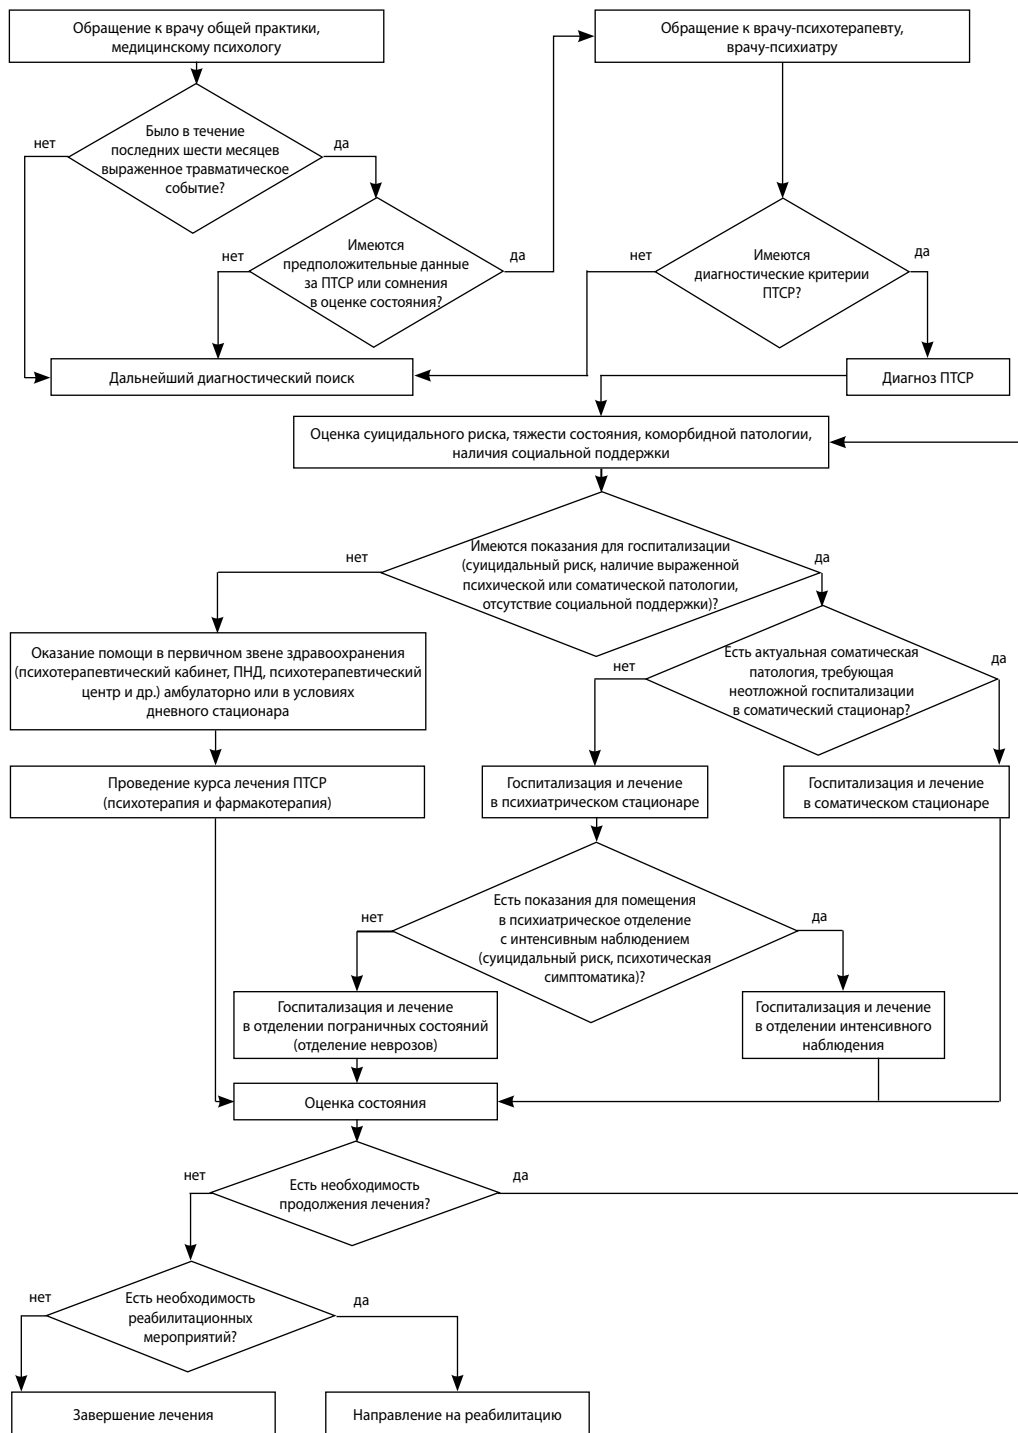 Обращение к врачу общей практики,
медицинскому психологу
Обращение к врачу-психотерапевту,
врачу-психиатру
нет
Было в течение
последних шести месяцев
выраженное травматическое
событие?
да
нет
Имеются
предположительные данные
за ПТСР или сомнения
в оценке состояния?
да
нет
Имеются
диагностические критерии
ПТСР?
да
Дальнейший диагностический поиск
Диагноз ПТСР
Оценка суицидального риска, тяжести состояния, коморбидной патологии,
наличия социальной поддержки
нет
Имеются показания для госпитализации
(суицидальный риск, наличие выраженной
психической или соматической патологии,
отсутствие социальной поддержки)?
да
Оказание помощи в первичном звене здравоохранения
(психотерапевтический кабинет, ПНД, психотерапевтический
центр и др.) амбулаторно или в условиях
дневного стационара
нет
Есть актуальная соматическая
патология, требующая
неотложной госпитализации
в соматический стационар?
да
Проведение курса лечения ПТСР
(психотерапия и фармакотерапия)
Госпитализация и лечение
в психиатрическом стационаре
Госпитализация и лечение
в соматическом стационаре
нет
Есть показания для помещения
в психиатрическое отделение
с интенсивным наблюдением
(суицидальный риск, психотическая
симптоматика)?
да
Госпитализация и лечение
в отделении пограничных состояний
(отделение неврозов)
Госпитализация и лечение
в отделении интенсивного
наблюдения
Оценка состояния
нет
Есть необходимость
продолжения лечения?
да
нет
Есть необходимость
реабилитационных
мероприятий?
да
Завершение лечения
Направление на реабилитацию